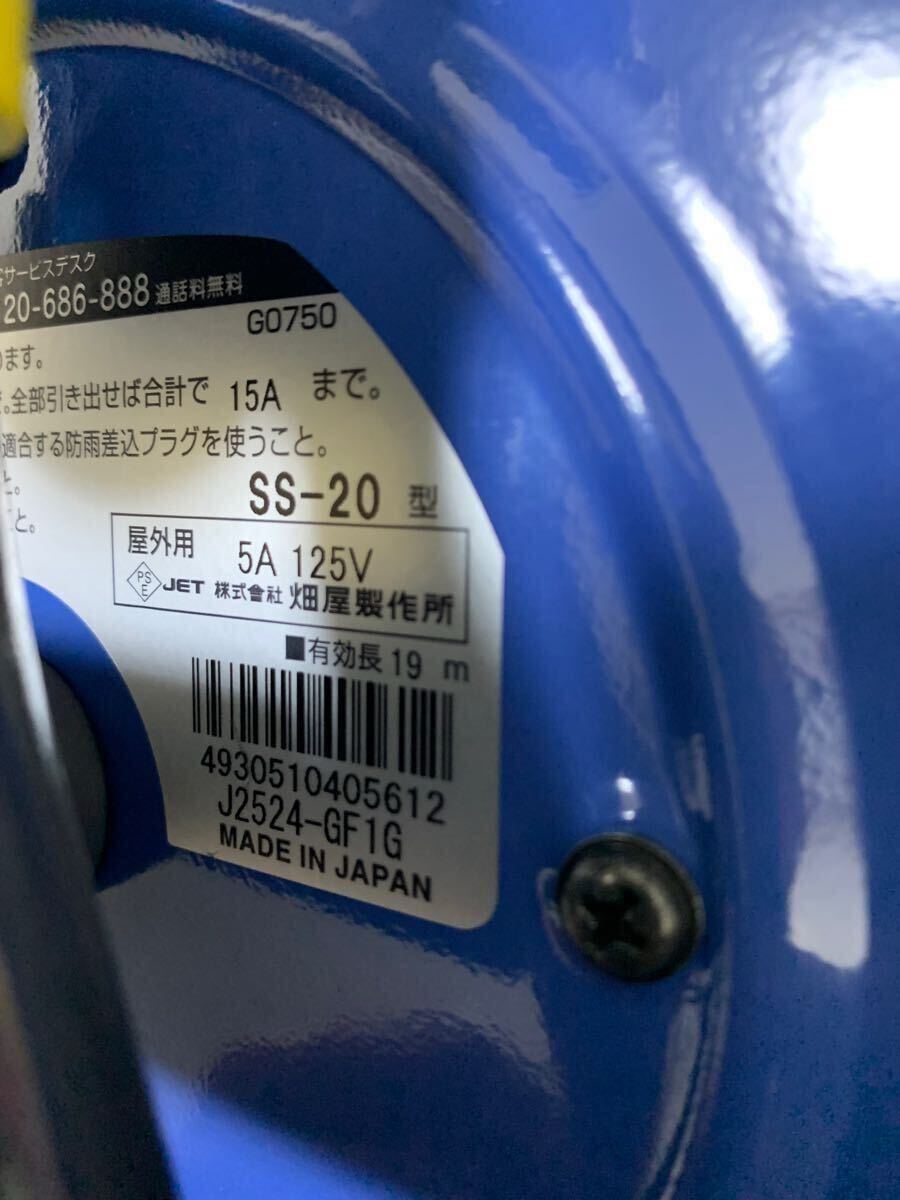 サービスデスク
20-686-888 通話料無料
G0750
ります。
全部引き出せば合計で 15A まで。
適合する防雨差込プラグを使うこと。
と。
SS-20 型
こと。
屋外用 5A 125V
PSE JET 株式会社 畑屋製作所
■有効長 19 m
4930510405612
J2524-GF1G
MADE IN JAPAN